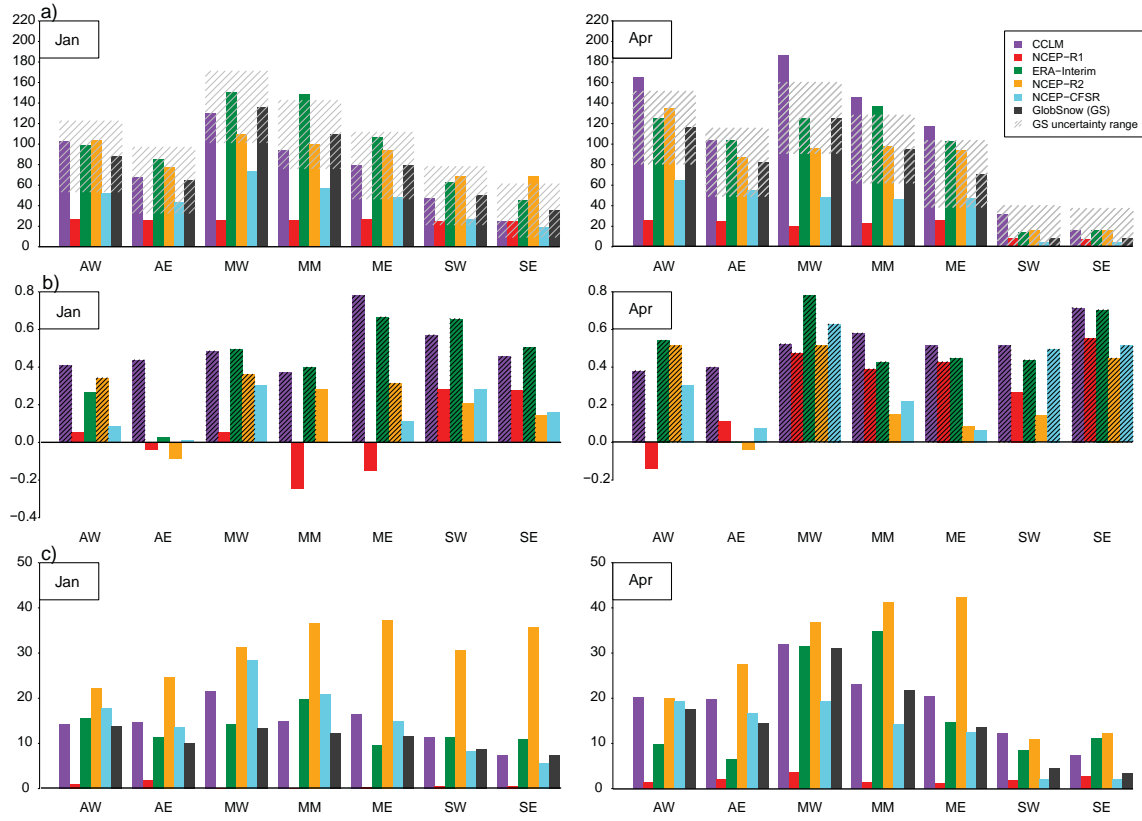 a)
220
200
180
160
140
120
100
80
60
40
20
0
Jan
AW AE MW MM ME SW SE
220
200
180
160
140
120
100
80
60
40
20
0
Apr
CCLM
NCEP−R1
ERA−Interim
NCEP−R2
NCEP−CFSR
GlobSnow (GS)
GS uncertainty range
AW AE MW MM ME SW SE
b)
0.8
0.6
0.4
0.2
0.0
−0.2
−0.4
Jan
AW AE MW MM ME SW SE
0.8
0.6
0.4
0.2
0.0
−0.2
−0.4
Apr
AW AE MW MM ME SW SE
c)
50
40
30
20
10
0
Jan
AW AE MW MM ME SW SE
50
40
30
20
10
0
Apr
AW AE MW MM ME SW SE